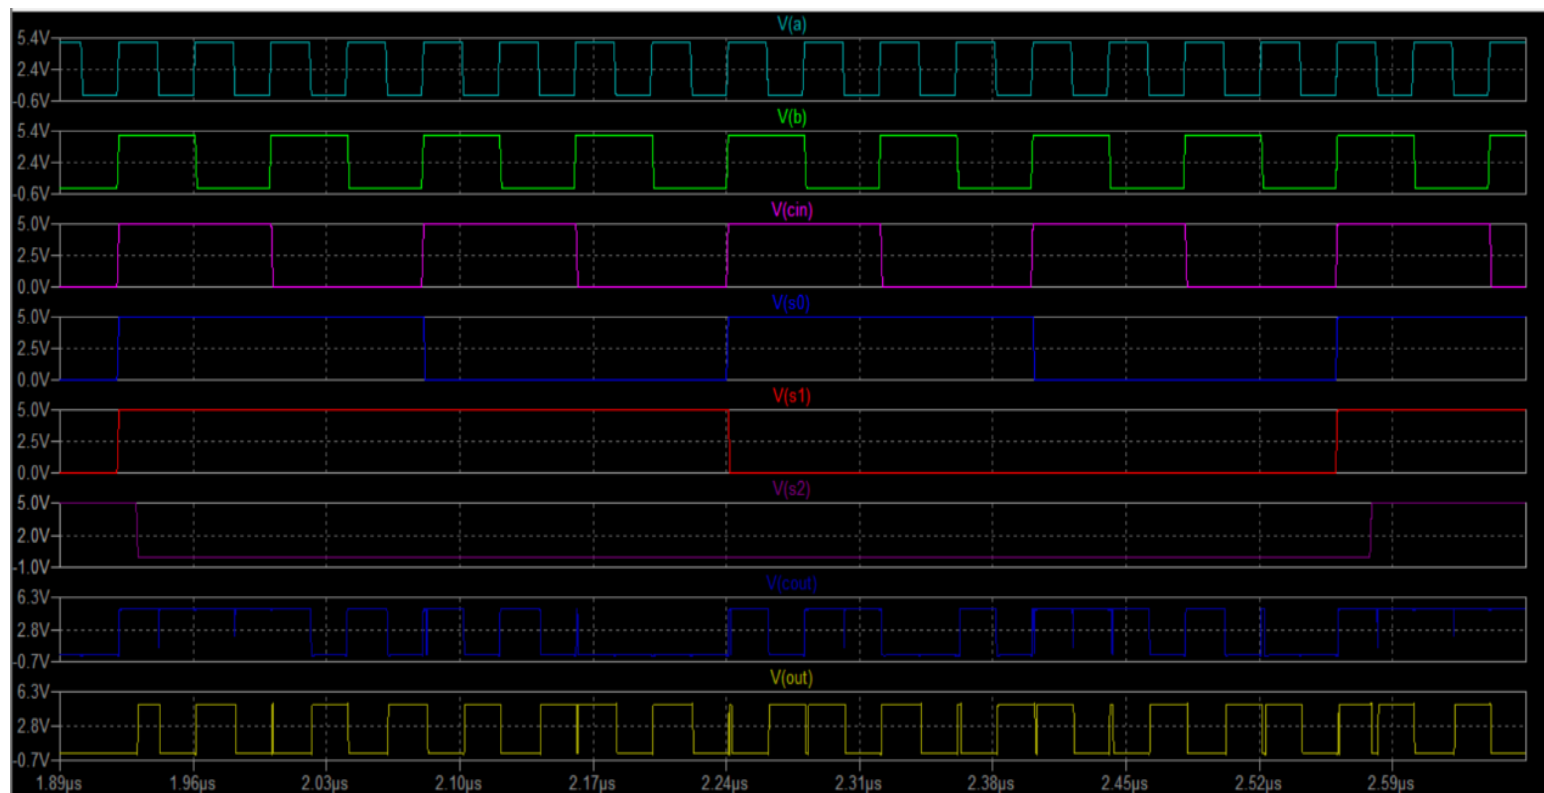 V(a)
5.4V
2.4V
-0.6V
V(b)
5.4V
2.4V
-0.6V
V(cin)
5.0V
2.5V
0.0V
V(s0)
5.0V
2.5V
0.0V
V(s1)
5.0V
2.5V
0.0V
V(s2)
5.0V
2.0V
-1.0V
V(cout)
6.3V
2.8V
-0.7V
V(out)
6.3V
2.8V
-0.7V
1.89µs 1.96µs 2.03µs 2.10µs 2.17µs 2.24µs 2.31µs 2.38µs 2.45µs 2.52µs 2.59µs